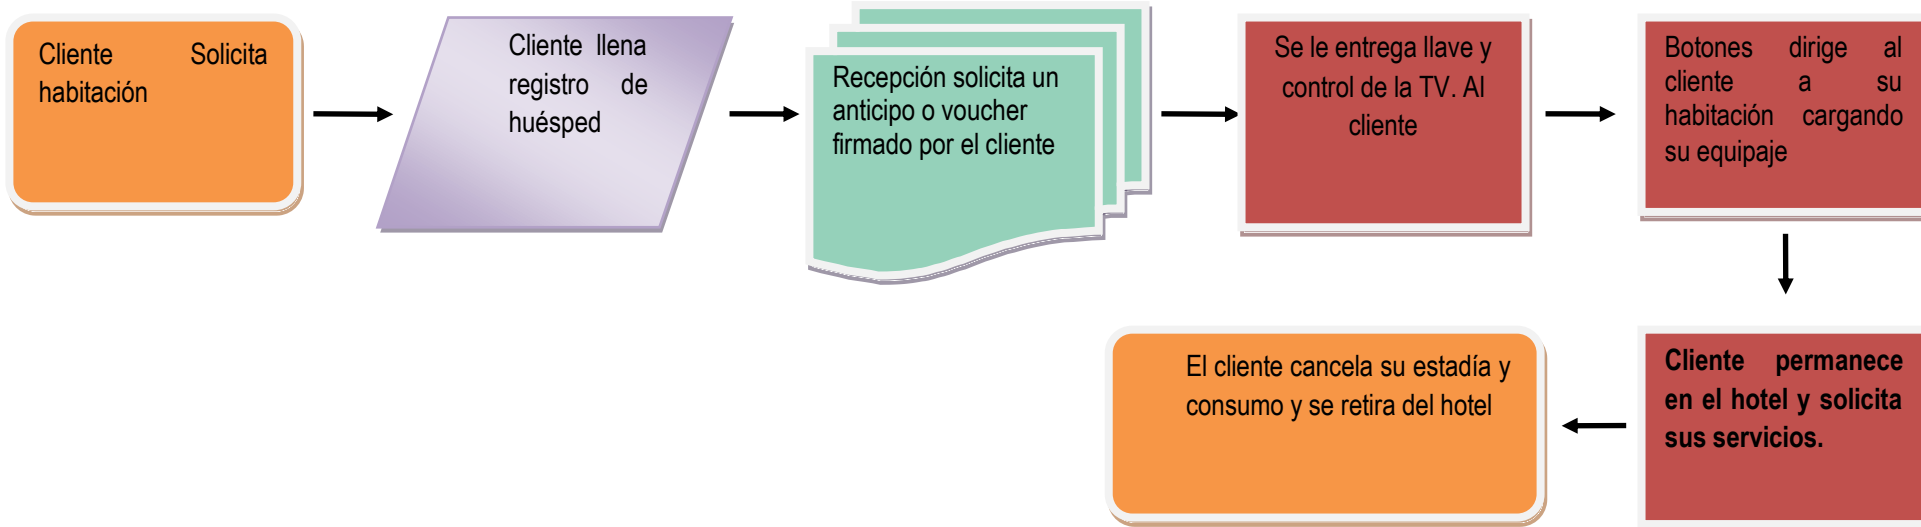 Cliente Solicita
habitación
Cliente llena
registro de
huésped
Recepción solicita un
anticipo o voucher
firmado por el cliente
Se le entrega llave y
control de la TV. Al
cliente
Botones dirige al
cliente a su
habitación cargando
su equipaje
Cliente permanece
en el hotel y solicita
sus servicios.
El cliente cancela su estadía y
consumo y se retira del hotel